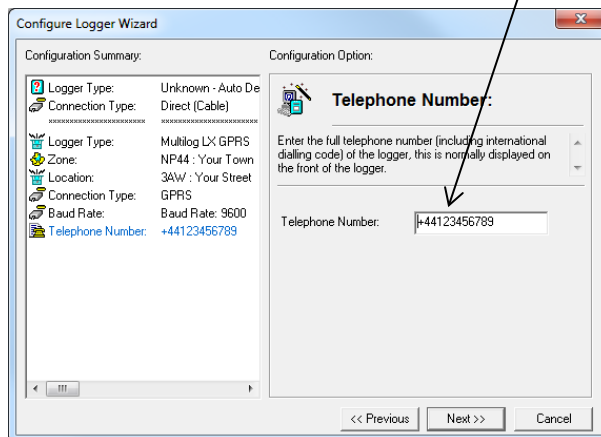 Configure Logger Wizard
Configuration Summary:
Logger Type: Unknown - Auto De
Connection Type: Direct (Cable)
Logger Type: Multilog LX GPRS
Zone: NP44 : Your Town
Location: 3AW : Your Street
Connection Type: GPRS
Baud Rate: Baud Rate: 9600
Telephone Number: +44123456789
Configuration Option:
Telephone Number:
Enter the full telephone number (including international
dialling code) of the logger, this is normally displayed on
the front of the logger.
Telephone Number: +44123456789
<< Previous Next >> Cancel